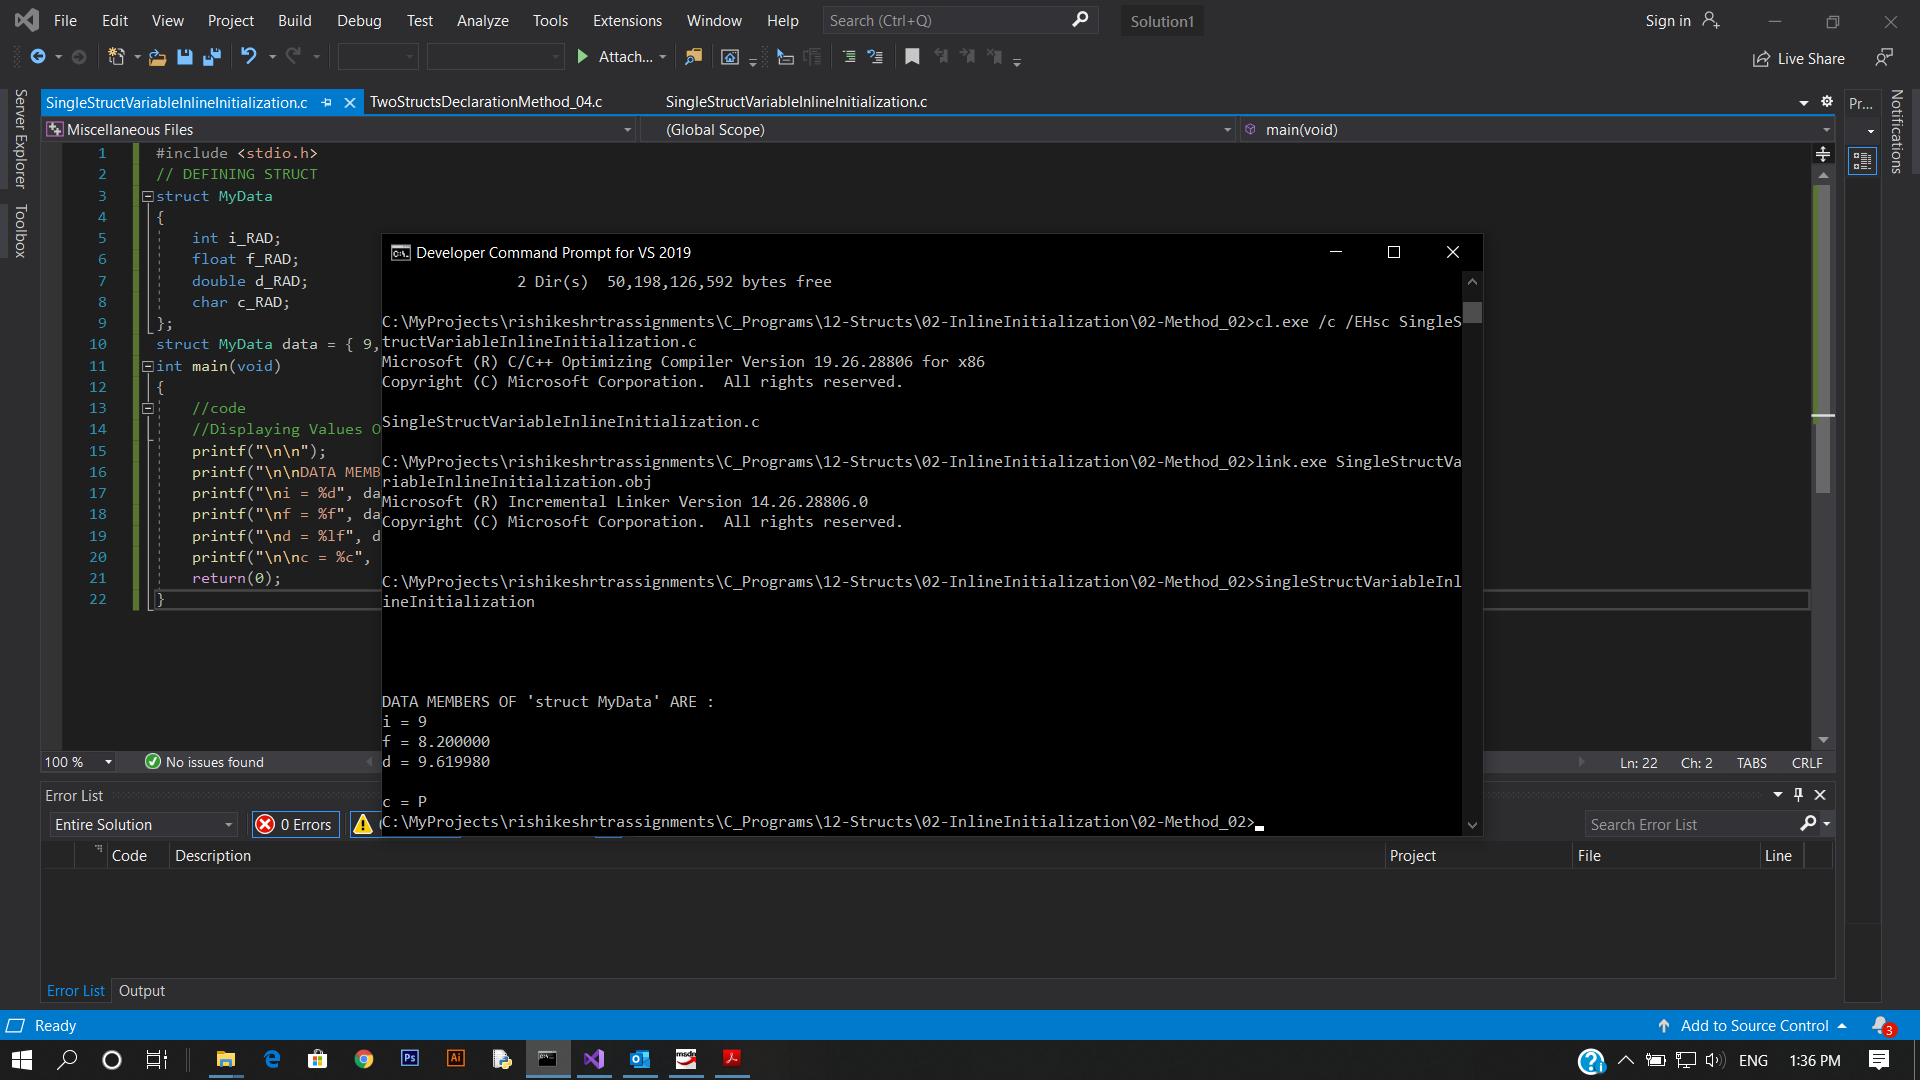 File Edit View Project Build Debug Test Analyze Tools Extensions Window Help Search (Ctrl+Q) Solution1 Sign in
Attach... Live Share
SingleStructVariableInlineInitialization.c TwoStructsDeclarationMethod_04.c SingleStructVariableInlineInitialization.c
Miscellaneous Files (Global Scope) main(void)
Server Explorer
Toolbox
Pr...
Notifications
1 #include <stdio.h>
2 // DEFINING STRUCT
3 struct MyData
4 {
5 int i_RAD;
6 float f_RAD;
7 double d_RAD;
8 char c_RAD;
9 };
10 struct MyData data = { 9,
11 int main(void)
12 {
13 //code
14 //Displaying Values O
15 printf("\n\n");
16 printf("\n\nDATA MEMB
17 printf("\ni = %d", da
18 printf("\nf = %f", da
19 printf("\nd = %lf", d
20 printf("\n\nc = %c",
21 return(0);
22 }
Developer Command Prompt for VS 2019
2 Dir(s)  50,198,126,592 bytes free
C:\MyProjects\rishikeshrtrassignments\C_Programs\12-Structs\02-InlineInitialization\02-Method_02>cl.exe /c /EHsc SingleS
tructVariableInlineInitialization.c
Microsoft (R) C/C++ Optimizing Compiler Version 19.26.28806 for x86
Copyright (C) Microsoft Corporation.  All rights reserved.
SingleStructVariableInlineInitialization.c
C:\MyProjects\rishikeshrtrassignments\C_Programs\12-Structs\02-InlineInitialization\02-Method_02>link.exe SingleStructVa
riableInlineInitialization.obj
Microsoft (R) Incremental Linker Version 14.26.28806.0
Copyright (C) Microsoft Corporation.  All rights reserved.
C:\MyProjects\rishikeshrtrassignments\C_Programs\12-Structs\02-InlineInitialization\02-Method_02>SingleStructVariableInl
ineInitialization
DATA MEMBERS OF 'struct MyData' ARE :
i = 9
f = 8.200000
d = 9.619980
c = P
C:\MyProjects\rishikeshrtrassignments\C_Programs\12-Structs\02-InlineInitialization\02-Method_02>
100 % No issues found Ln: 22 Ch: 2 TABS CRLF
Error List
Entire Solution 0 Errors Search Error List
Code Description Project File Line
Error List Output
Ready Add to Source Control 3
Ps Ai msdn ENG 1:36 PM